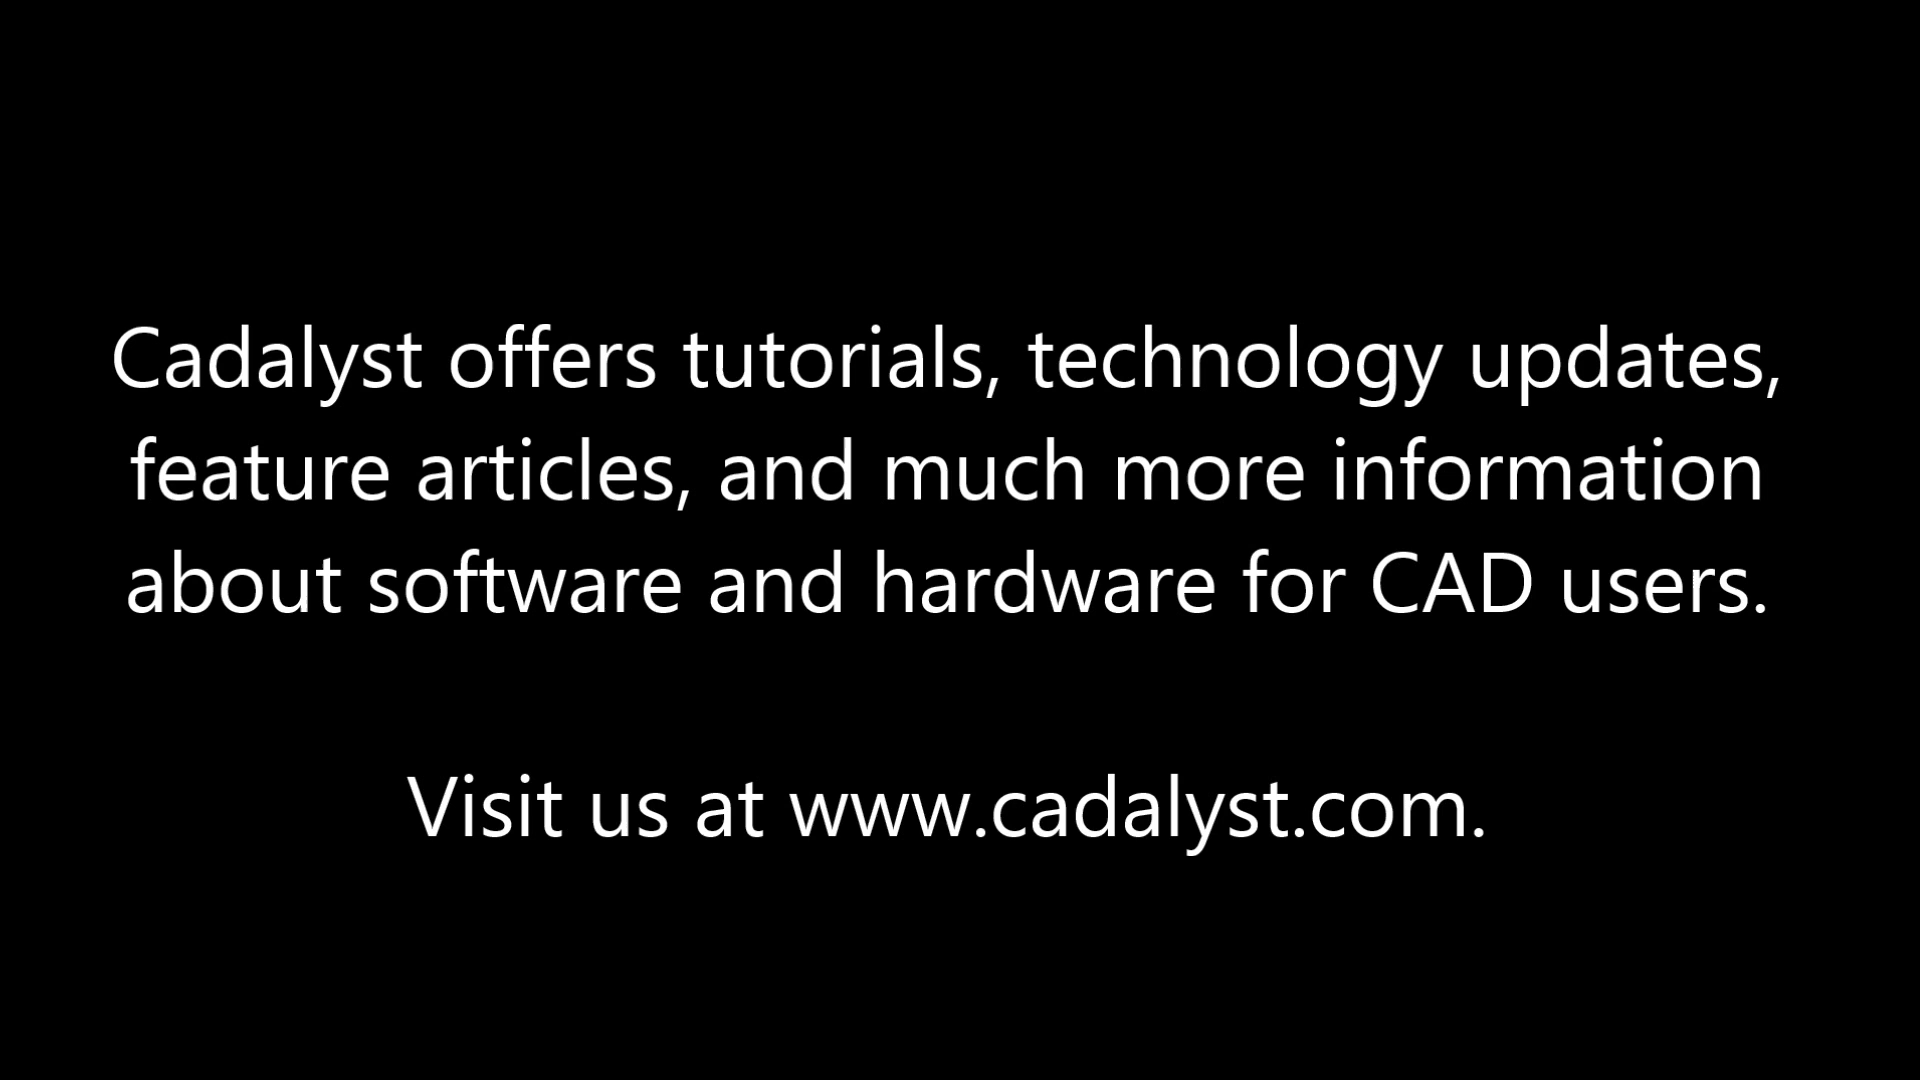 Cadalyst offers tutorials, technology updates,
feature articles, and much more information
about software and hardware for CAD users.
Visit us at www.cadalyst.com.